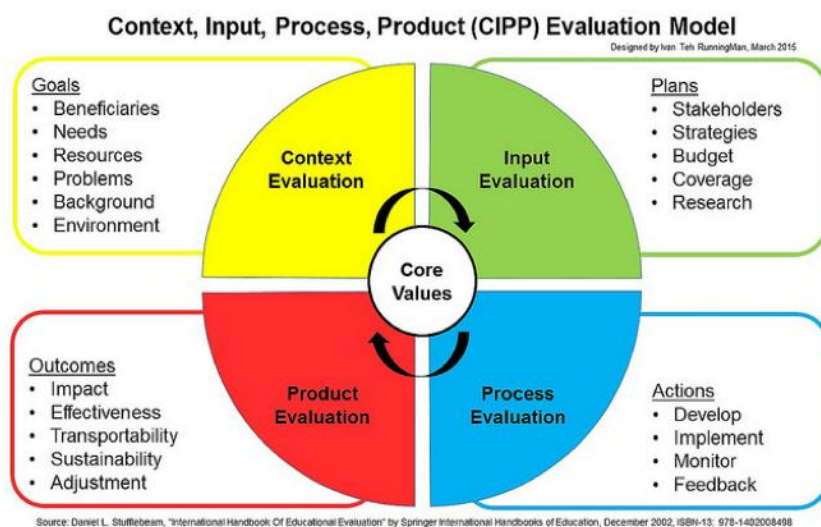 Context, Input, Process, Product (CIPP) Evaluation Model
Designed by Ivan Teh RunningMan, March 2015
Goals
• Beneficiaries
• Needs
• Resources
• Problems
• Background
• Environment
Context
Evaluation
Input
Evaluation
Plans
• Stakeholders
• Strategies
• Budget
• Coverage
• Research
Core
Values
Outcomes
• Impact
• Effectiveness
• Transportability
• Sustainability
• Adjustment
Product
Evaluation
Process
Evaluation
Actions
• Develop
• Implement
• Monitor
• Feedback
Source: Daniel L. Stufflebeam, "International Handbook Of Educational Evaluation" by Springer International Handbooks of Education, December 2002, ISBN-13: 978-1402008498